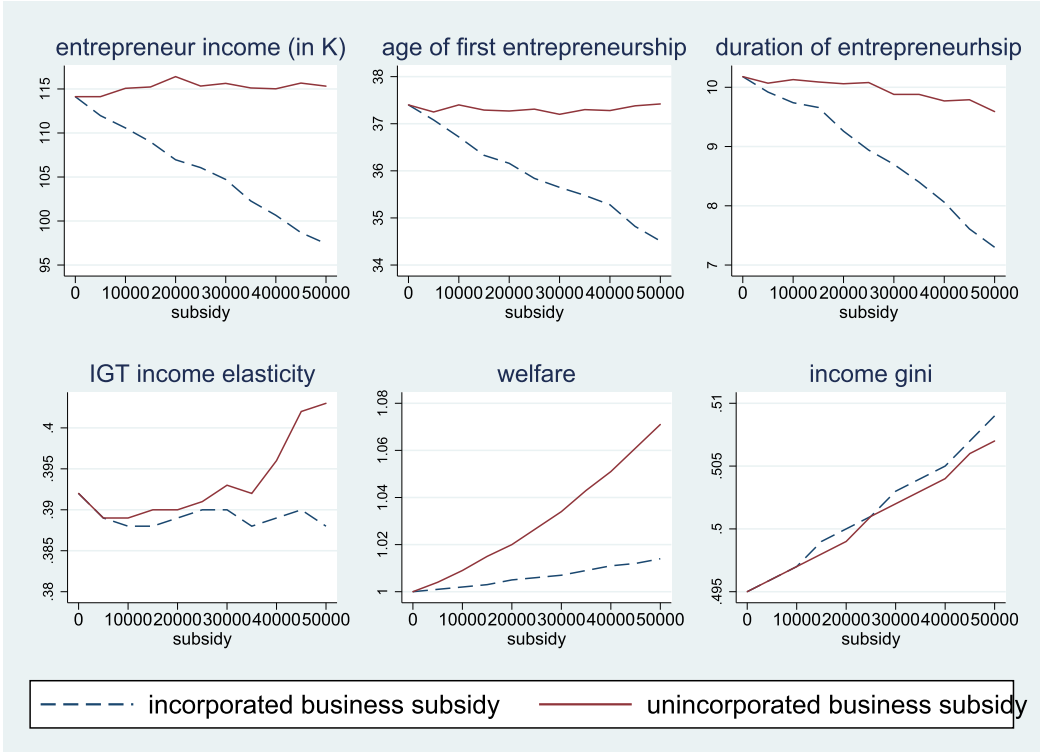 entrepreneur income (in K)
115
110
105
100
95
0 10000 20000 30000 40000 50000
subsidy
age of first entrepreneurship
38
37
36
35
34
0 10000 20000 30000 40000 50000
subsidy
duration of entrepreneurhsip
10
9
8
7
0 10000 20000 30000 40000 50000
subsidy
IGT income elasticity
.4
.395
.39
.385
.38
0 10000 20000 30000 40000 50000
subsidy
welfare
1.08
1.06
1.04
1.02
1
0 10000 20000 30000 40000 50000
subsidy
income gini
.51
.505
.5
.495
0 10000 20000 30000 40000 50000
subsidy
incorporated business subsidy unincorporated business subsidy